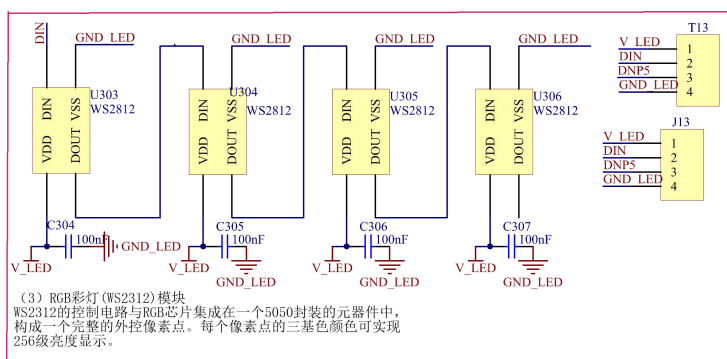 DIN
GND_LED
GND_LED
GND_LED
GND_LED
U303
WS2812
DIN
VSS
VDD
DOUT
U304
WS2812
DIN
VSS
VDD
DOUT
U305
WS2812
DIN
VSS
VDD
DOUT
U306
WS2812
DIN
VSS
VDD
DOUT
C304
100nF
GND_LED
V_LED
C305
100nF
GND_LED
V_LED
C306
100nF
GND_LED
V_LED
C307
100nF
GND_LED
V_LED
T13
V_LED 1
DIN 2
DNP5 3
GND_LED 4
J13
V_LED 1
DIN 2
DNP5 3
GND_LED 4
(3) RGB彩灯(WS2312)模块
WS2312的控制电路与RGB芯片集成在一个5050封装的元器件中，
构成一个完整的外控像素点。每个像素点的三基色颜色可实现
256级亮度显示。